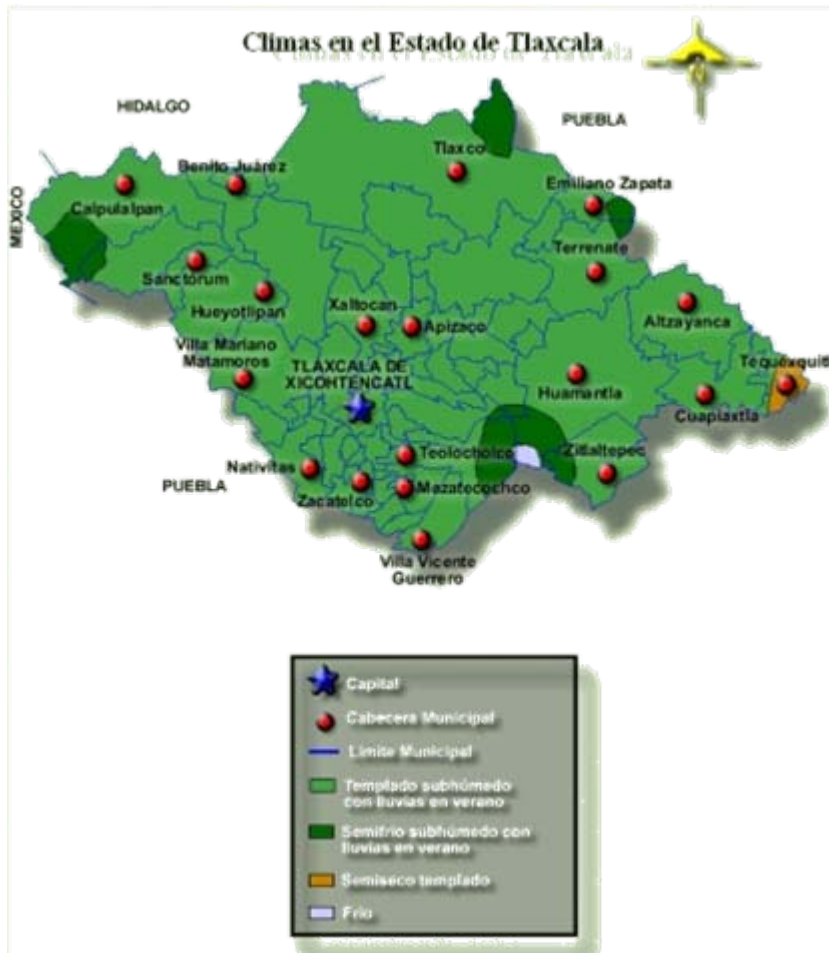 Climas en el Estado de Tlaxcala
N
HIDALGO
PUEBLA
MEXICO
Tlaxco
Benito Juárez
Calpulalpan
Emiliano Zapata
Terrenate
Sanctórum
Hueyotlipan
Xaltocan
Apizaco
Altzayanca
Villa Mariano
Matamoros
TLAXCALA DE
XICOHTENCATL
Tequexquit
Huamantla
Cuapiaxtla
Teolocholco
Zitlaltepec
Nativitas
PUEBLA
Zacatelco
Mazatecochco
Villa Vicente
Guerrero
Capital
Cabecera Municipal
Límite Municipal
Templado subhúmedo
con lluvias en verano
Semifrío subhúmedo con
lluvias en verano
Semiseco templado
Frío